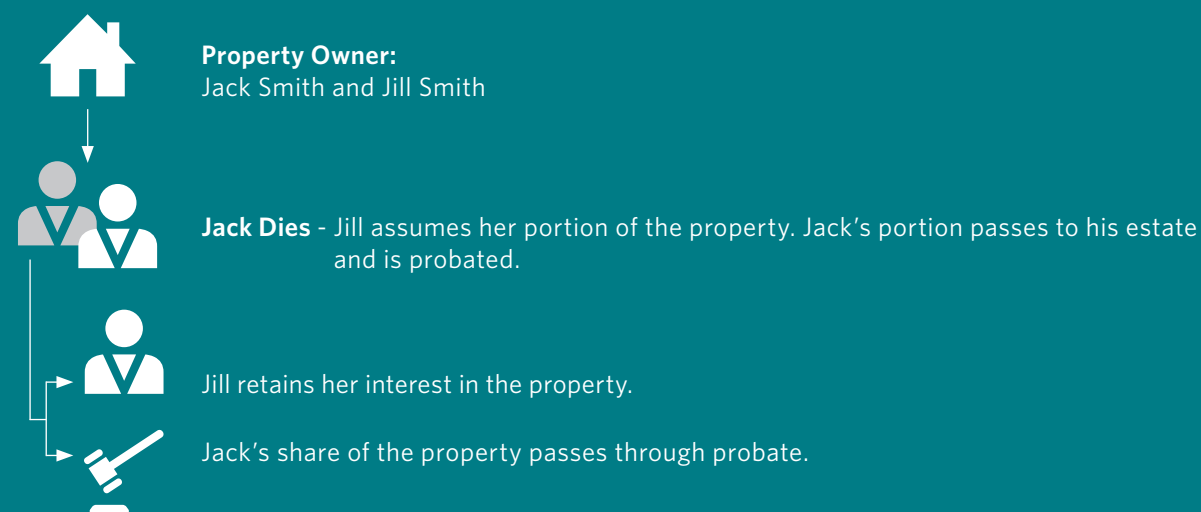 Property Owner:
Jack Smith and Jill Smith
Jack Dies - Jill assumes her portion of the property. Jack’s portion passes to his estate
and is probated.
Jill retains her interest in the property.
Jack’s share of the property passes through probate.